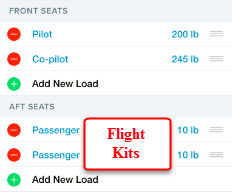 FRONT SEATS
Pilot 200 lb
Co-pilot 245 lb
Add New Load
AFT SEATS
Passenger 10 lb
Passenger 10 lb
Flight
Kits
Add New Load